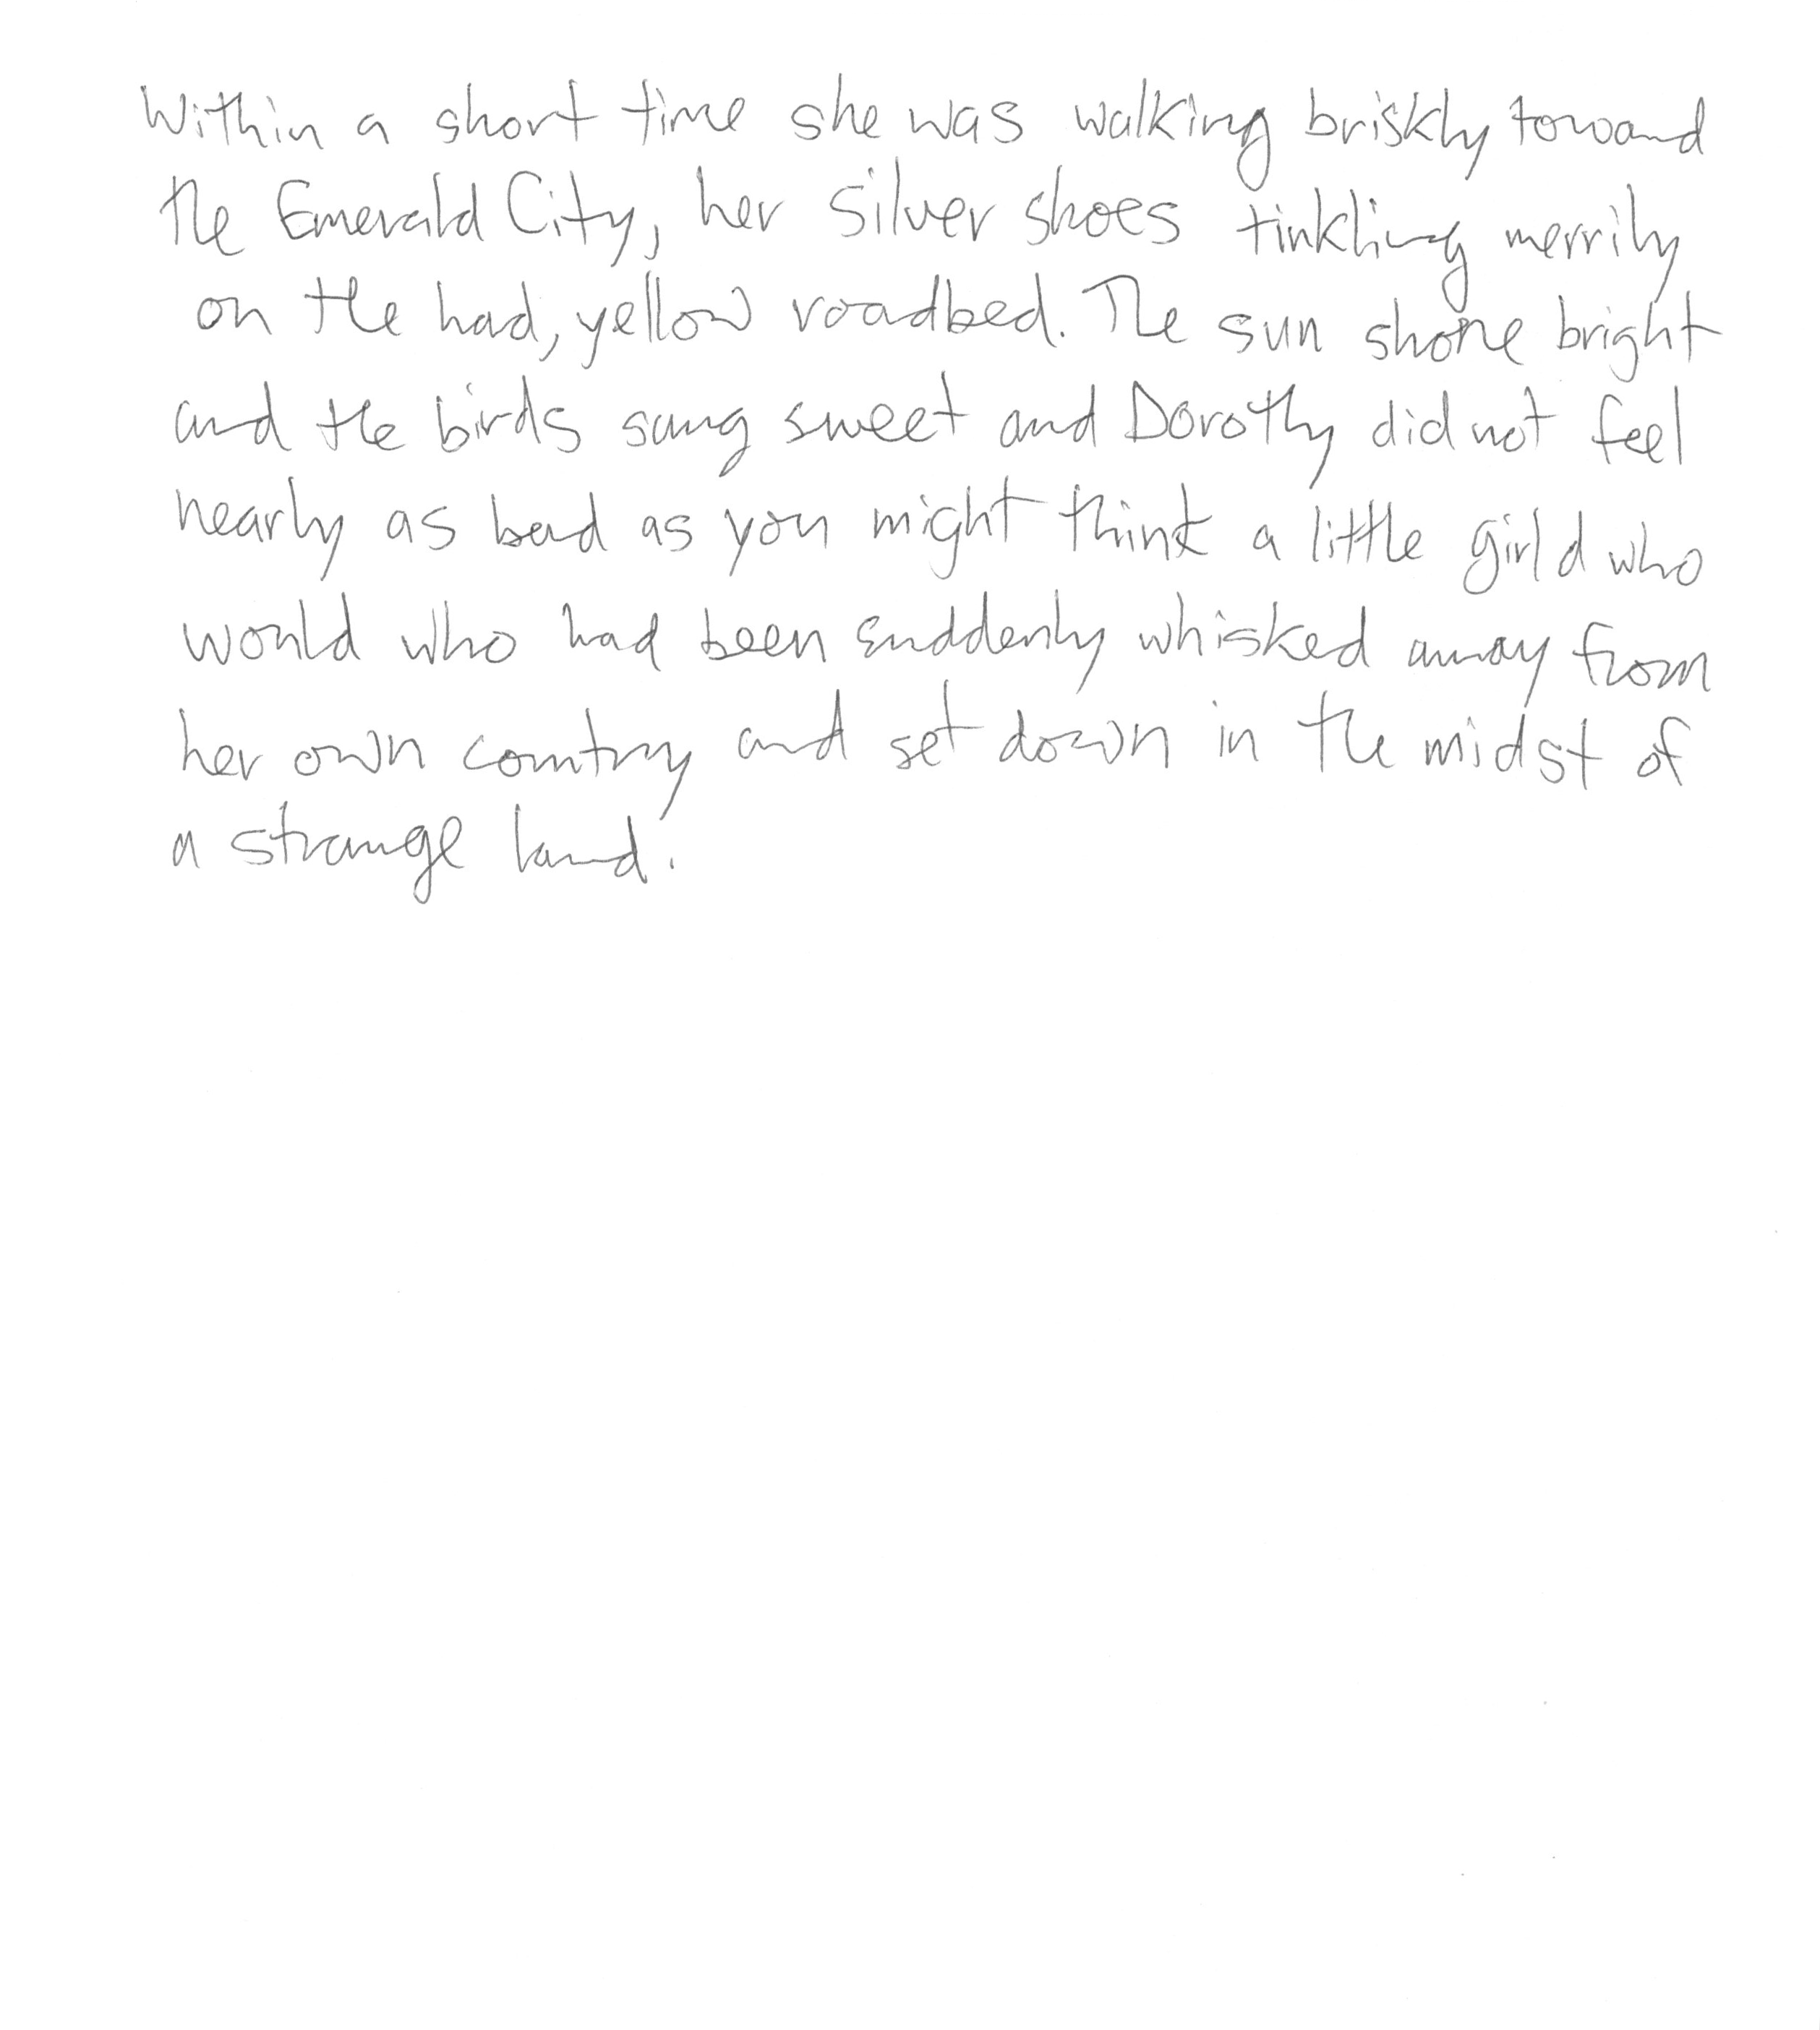 Within a short time she was walking briskly toward
the Emerald City, her silver shoes tinkling merrily
on the hard, yellow roadbed. The sun shone bright
and the birds sang sweet and Dorothy did not feel
nearly as bad as you might think a little girld who
would who had been suddenly whisked away from
her own country and set down in the midst of
a strange land.